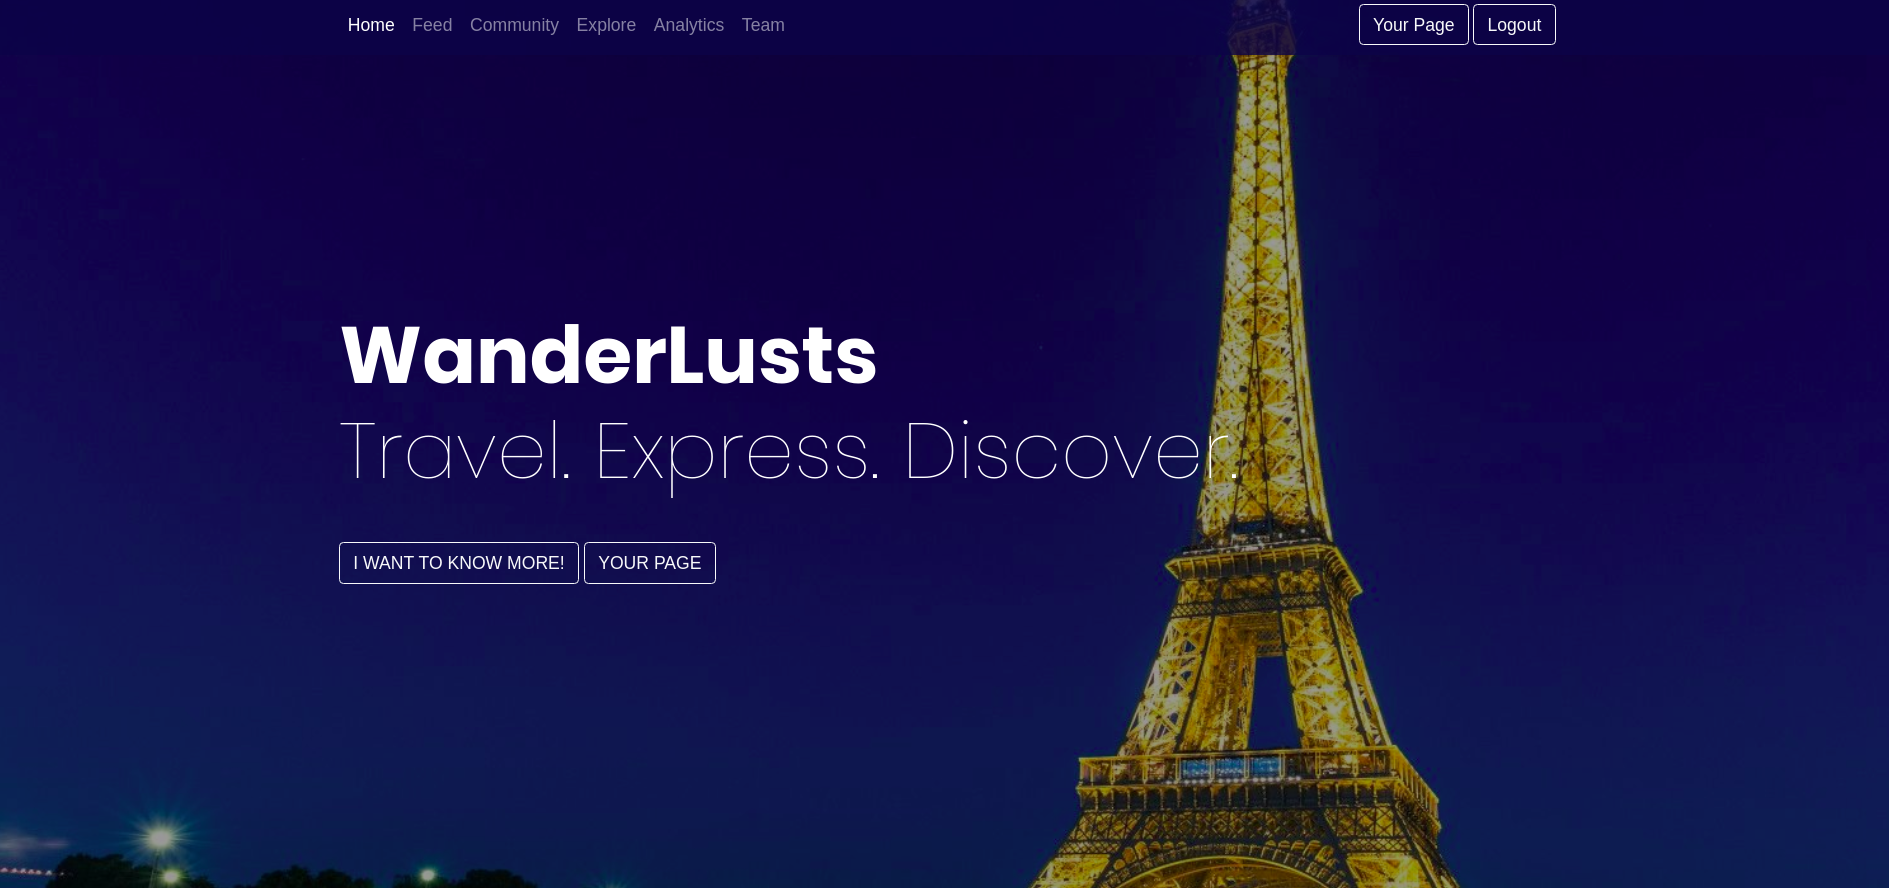 Home Feed Community Explore Analytics Team Your Page Logout
WanderLusts
Travel. Express. Discover.
I WANT TO KNOW MORE! YOUR PAGE